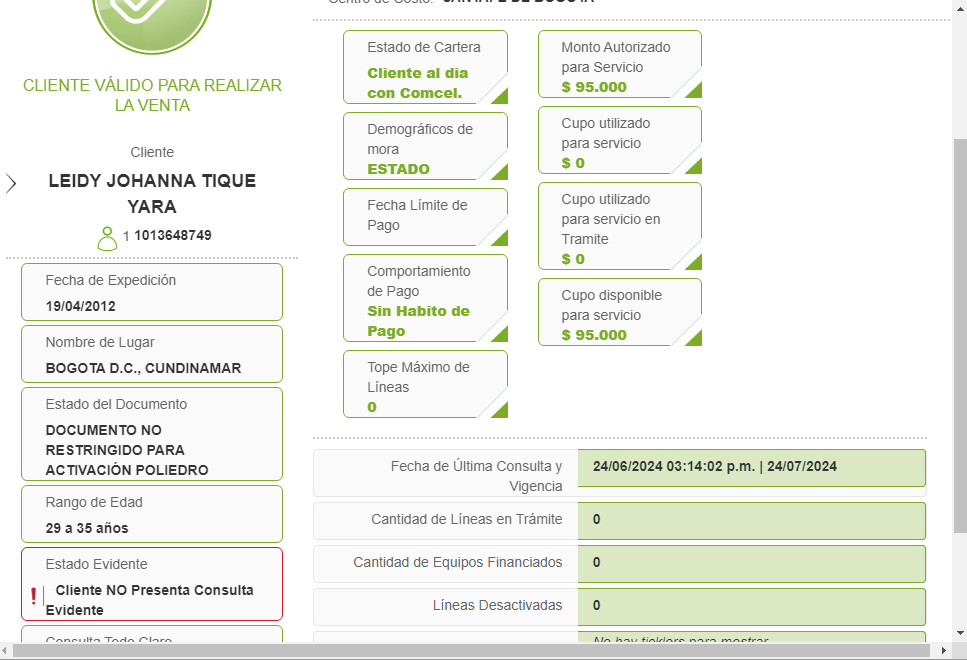 Centro de Costo: SANTA FE DE BOGOTA
CLIENTE VÁLIDO PARA REALIZAR
LA VENTA
Cliente
LEIDY JOHANNA TIQUE
YARA
1 1013648749
Fecha de Expedición
19/04/2012
Nombre de Lugar
BOGOTA D.C., CUNDINAMAR
Estado del Documento
DOCUMENTO NO
RESTRINGIDO PARA
ACTIVACIÓN POLIEDRO
Rango de Edad
29 a 35 años
Estado Evidente
Cliente NO Presenta Consulta
Evidente
Consulta Todo Claro
Estado de Cartera
Cliente al dia
con Comcel.
Demográficos de
mora
ESTADO
Fecha Límite de
Pago
Comportamiento
de Pago
Sin Habito de
Pago
Tope Máximo de
Líneas
0
Monto Autorizado
para Servicio
$ 95.000
Cupo utilizado
para servicio
$ 0
Cupo utilizado
para servicio en
Tramite
$ 0
Cupo disponible
para servicio
$ 95.000
Fecha de Última Consulta y
Vigencia
24/06/2024 03:14:02 p.m. | 24/07/2024
Cantidad de Líneas en Trámite
0
Cantidad de Equipos Financiados
0
Líneas Desactivadas
0
No hay ticklers para mostrar